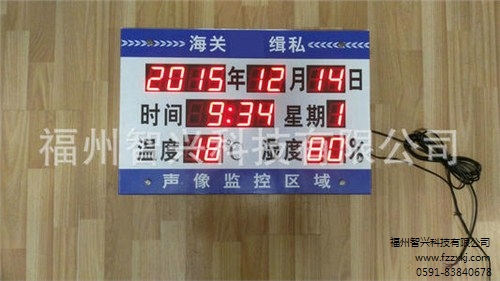 海关 缉私
2015年12月14日
时间 9:34 星期1
温度 18℃ 湿度 80%
声像监控区域
福州智兴科技有限公司
福州智兴科技有限公司
www.fzzxkj.com
0591-83840678